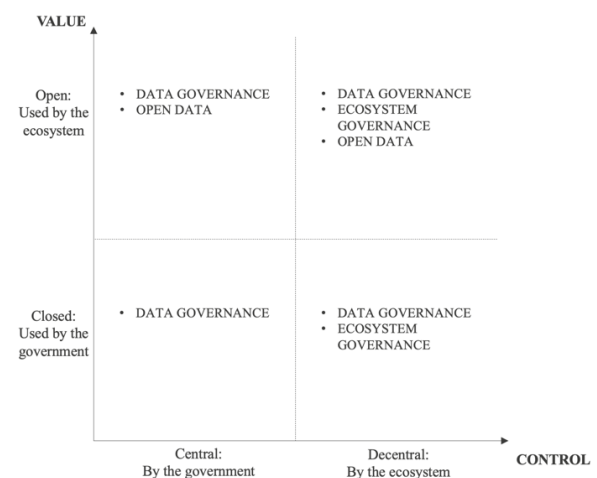 VALUE
Open:
Used by the
ecosystem
• DATA GOVERNANCE
• OPEN DATA
• DATA GOVERNANCE
• ECOSYSTEM
GOVERNANCE
• OPEN DATA
Closed:
Used by the
government
• DATA GOVERNANCE
• DATA GOVERNANCE
• ECOSYSTEM
GOVERNANCE
Central:
By the government
Decentral:
By the ecosystem
CONTROL